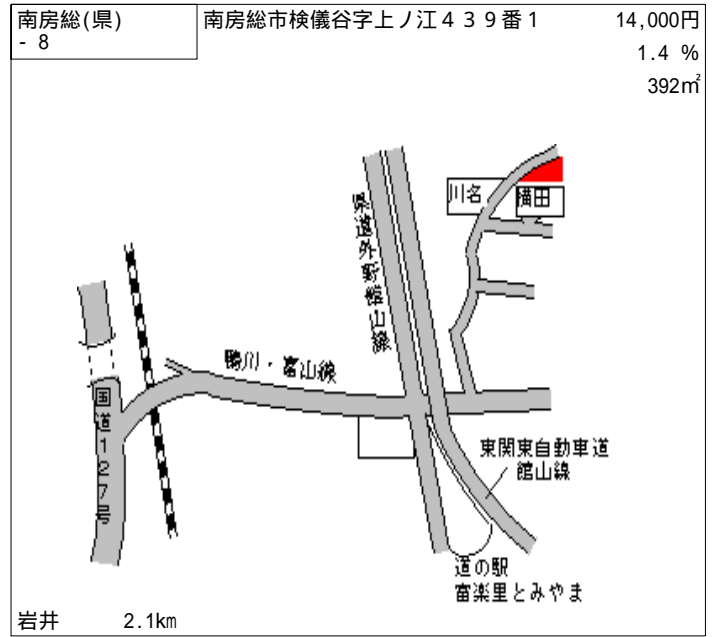 南房総(県)
- 8
南房総市検儀谷字上ノ江439番1
14,000円
1.4 %
392㎡
川名
横田
県道外野館山線
鴨川・富山線
国道127号
東関東自動車道
館山線
道の駅
富楽里とみやま
岩井 2.1km